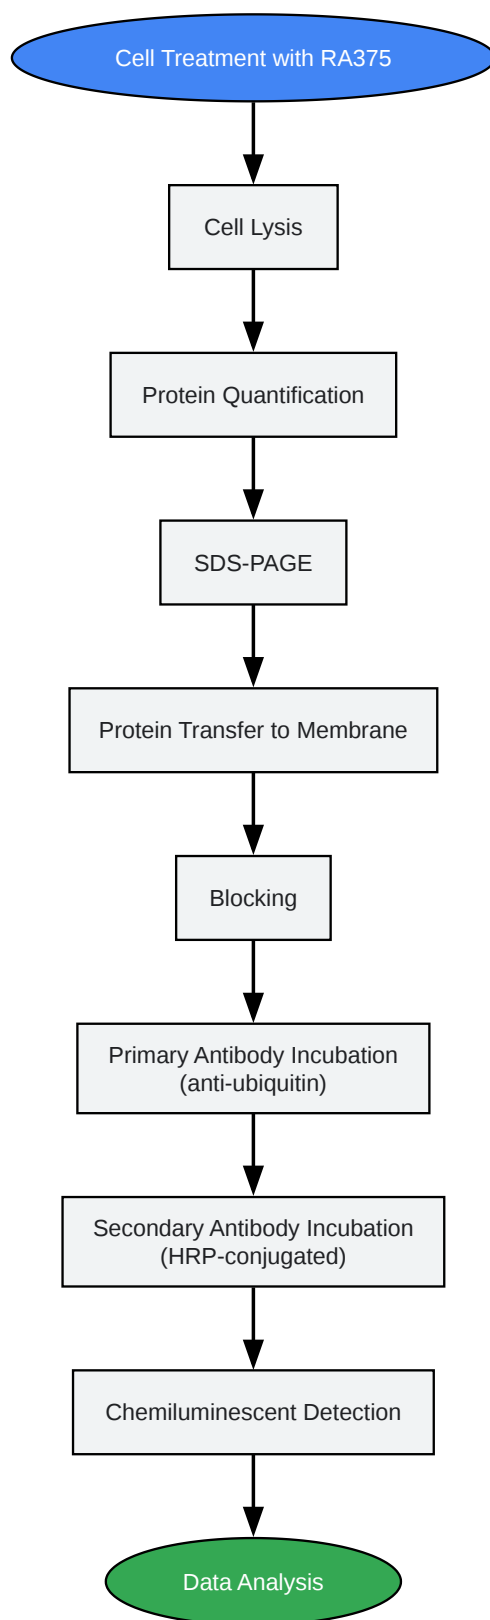 Cell Treatment with RA375
Cell Lysis
Protein Quantification
SDS-PAGE
Protein Transfer to Membrane
Blocking
Primary Antibody Incubation
(anti-ubiquitin)
Secondary Antibody Incubation
(HRP-conjugated)
Chemiluminescent Detection
Data Analysis